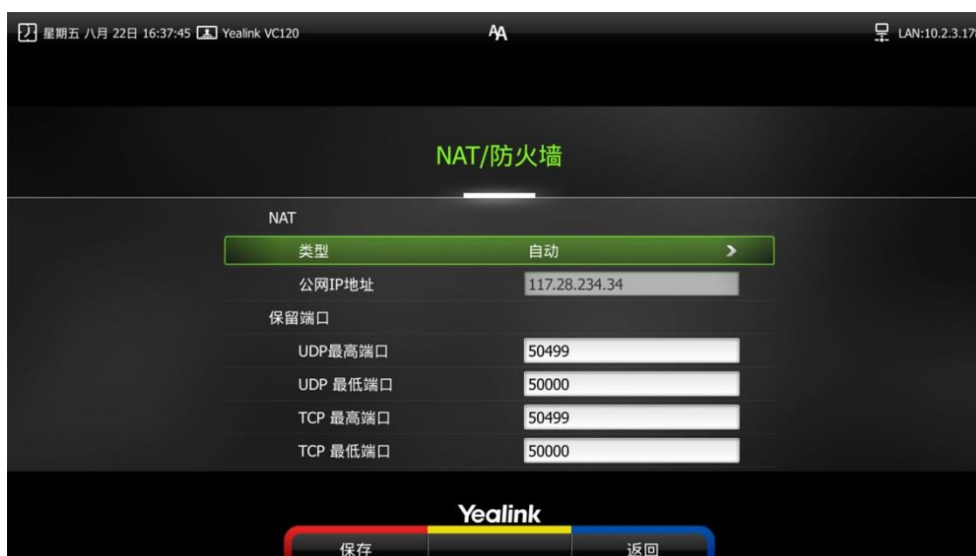 星期五 八月 22日 16:37:45 Yealink VC120 LAN:10.2.3.178
NAT/防火墙
NAT
类型 自动
公网IP地址 117.28.234.34
保留端口
UDP最高端口 50499
UDP 最低端口 50000
TCP 最高端口 50499
TCP 最低端口 50000
Yealink
保存 返回